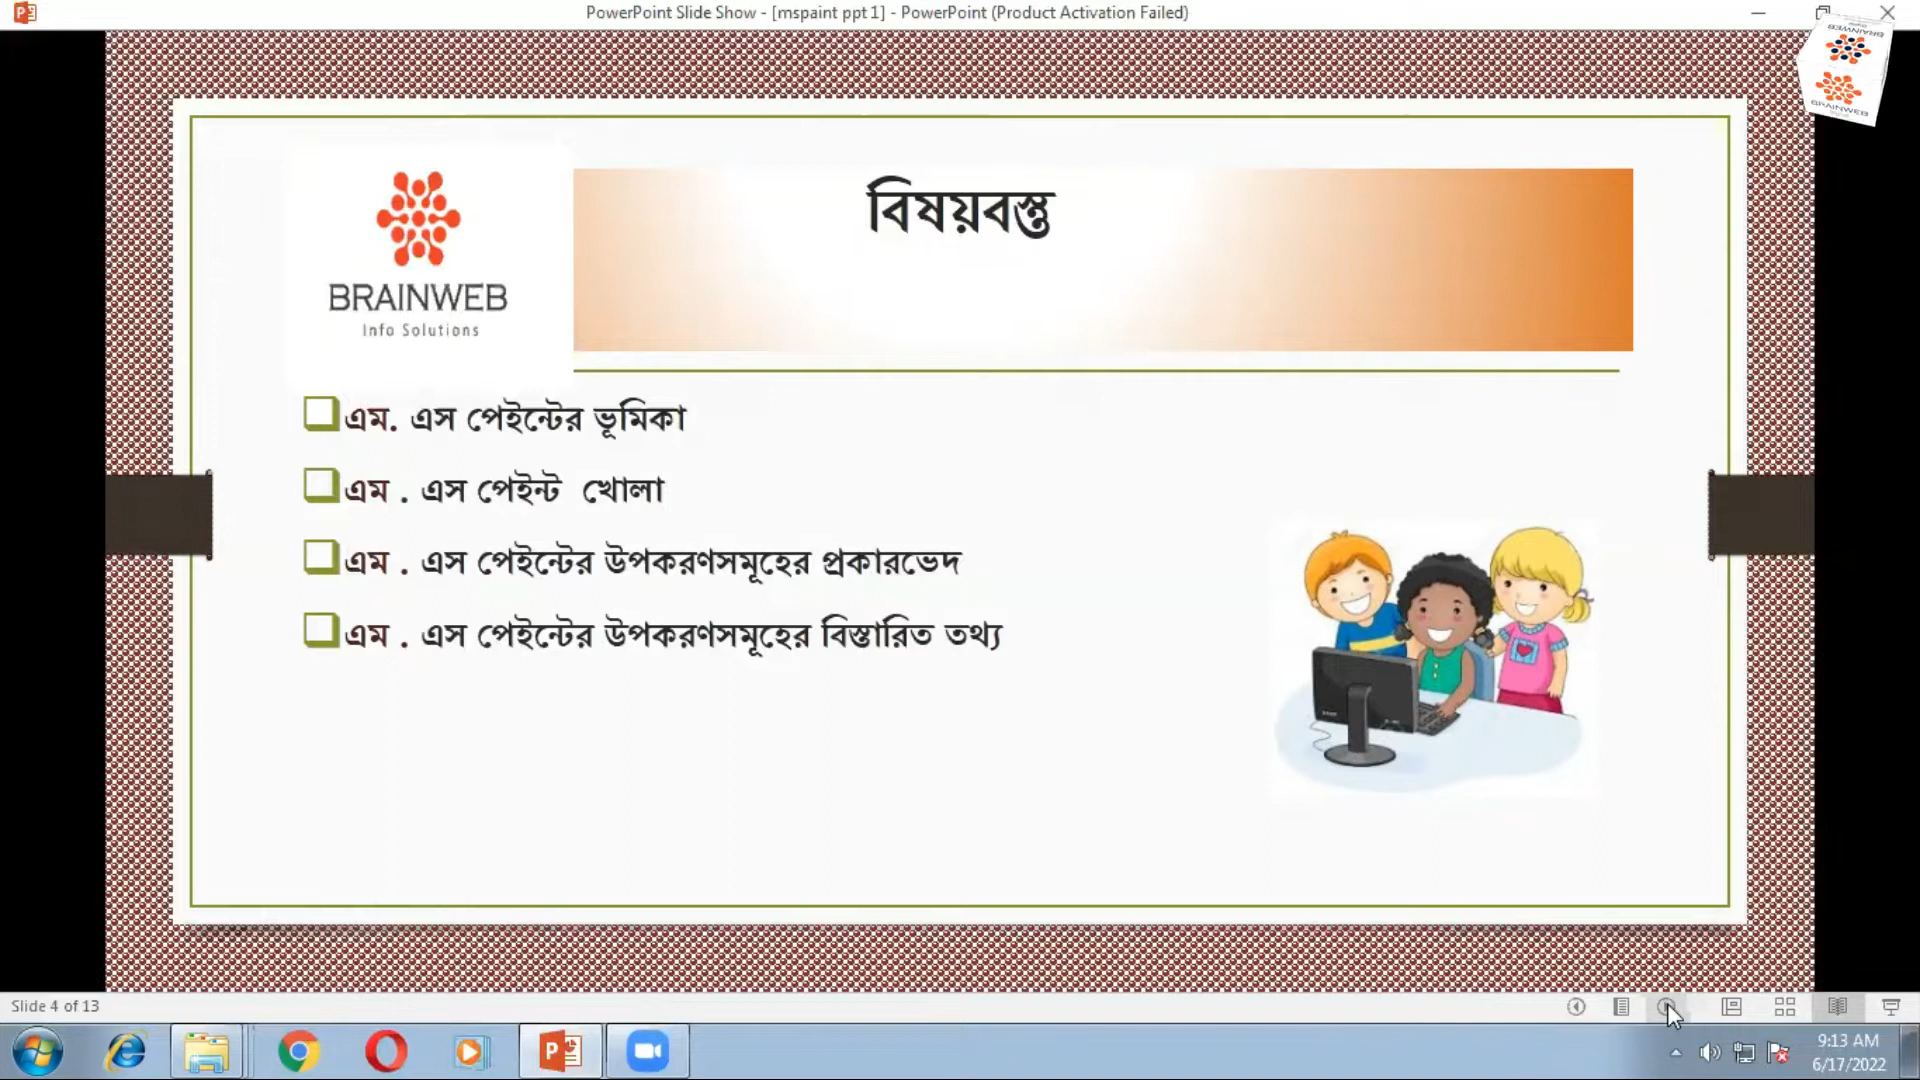 PowerPoint Slide Show - [mspaint ppt 1] - PowerPoint (Product Activation Failed)
BRAINWEB
BRAINWEB
বিষয়বস্তু
BRAINWEB
Info Solutions
এম. এস পেইন্টের ভূমিকা
এম . এস পেইন্ট খোলা
এম . এস পেইন্টের উপকরণসমূহের প্রকারভেদ
এম . এস পেইন্টের উপকরণসমূহের বিস্তারিত তথ্য
Slide 4 of 13
9:13 AM
6/17/2022